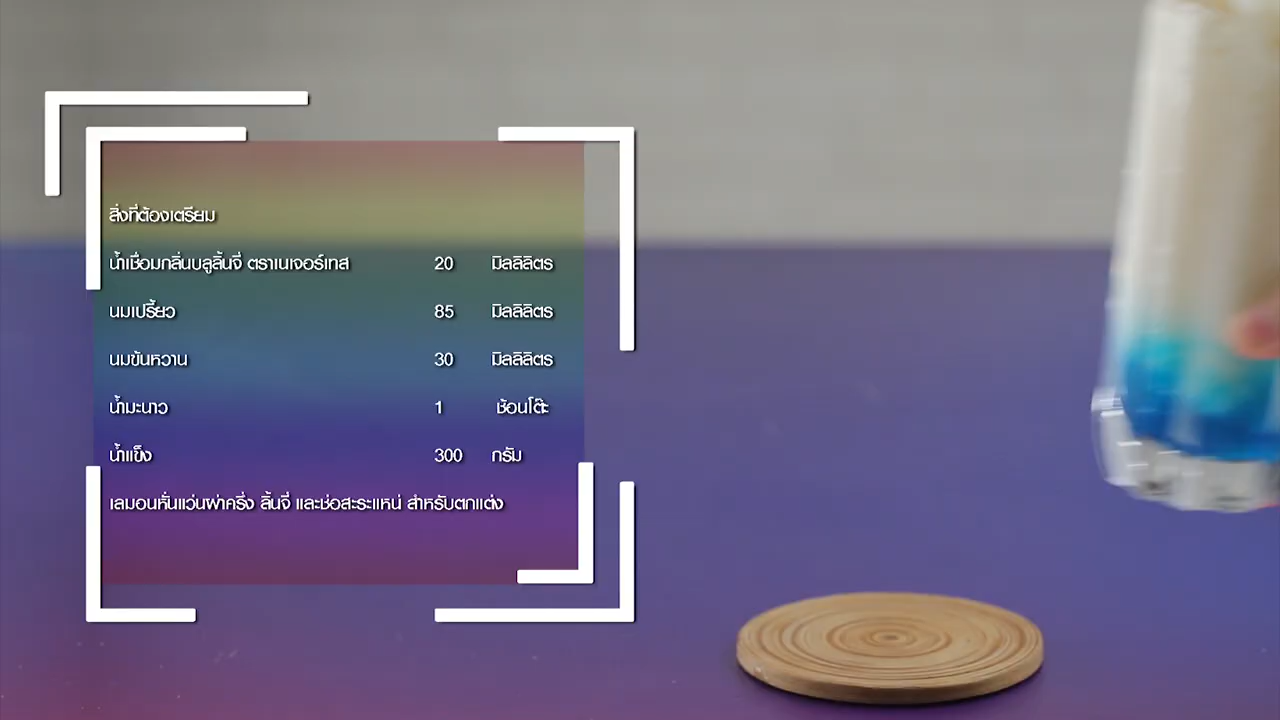 สิ่งที่ต้องเตรียม
น้ำเชื่อมกลิ่นบลูลิ้นจี่ ตราเนเจอร์เทส 20 มิลลิลิตร
นมเปรี้ยว 85 มิลลิลิตร
นมข้นหวาน 30 มิลลิลิตร
น้ำมะนาว 1 ช้อนโต๊ะ
น้ำแข็ง 300 กรัม
เลมอนหั่นแว่นผ่าครึ่ง ลิ้นจี่ และช่อสะระแหน่ สำหรับตกแต่ง